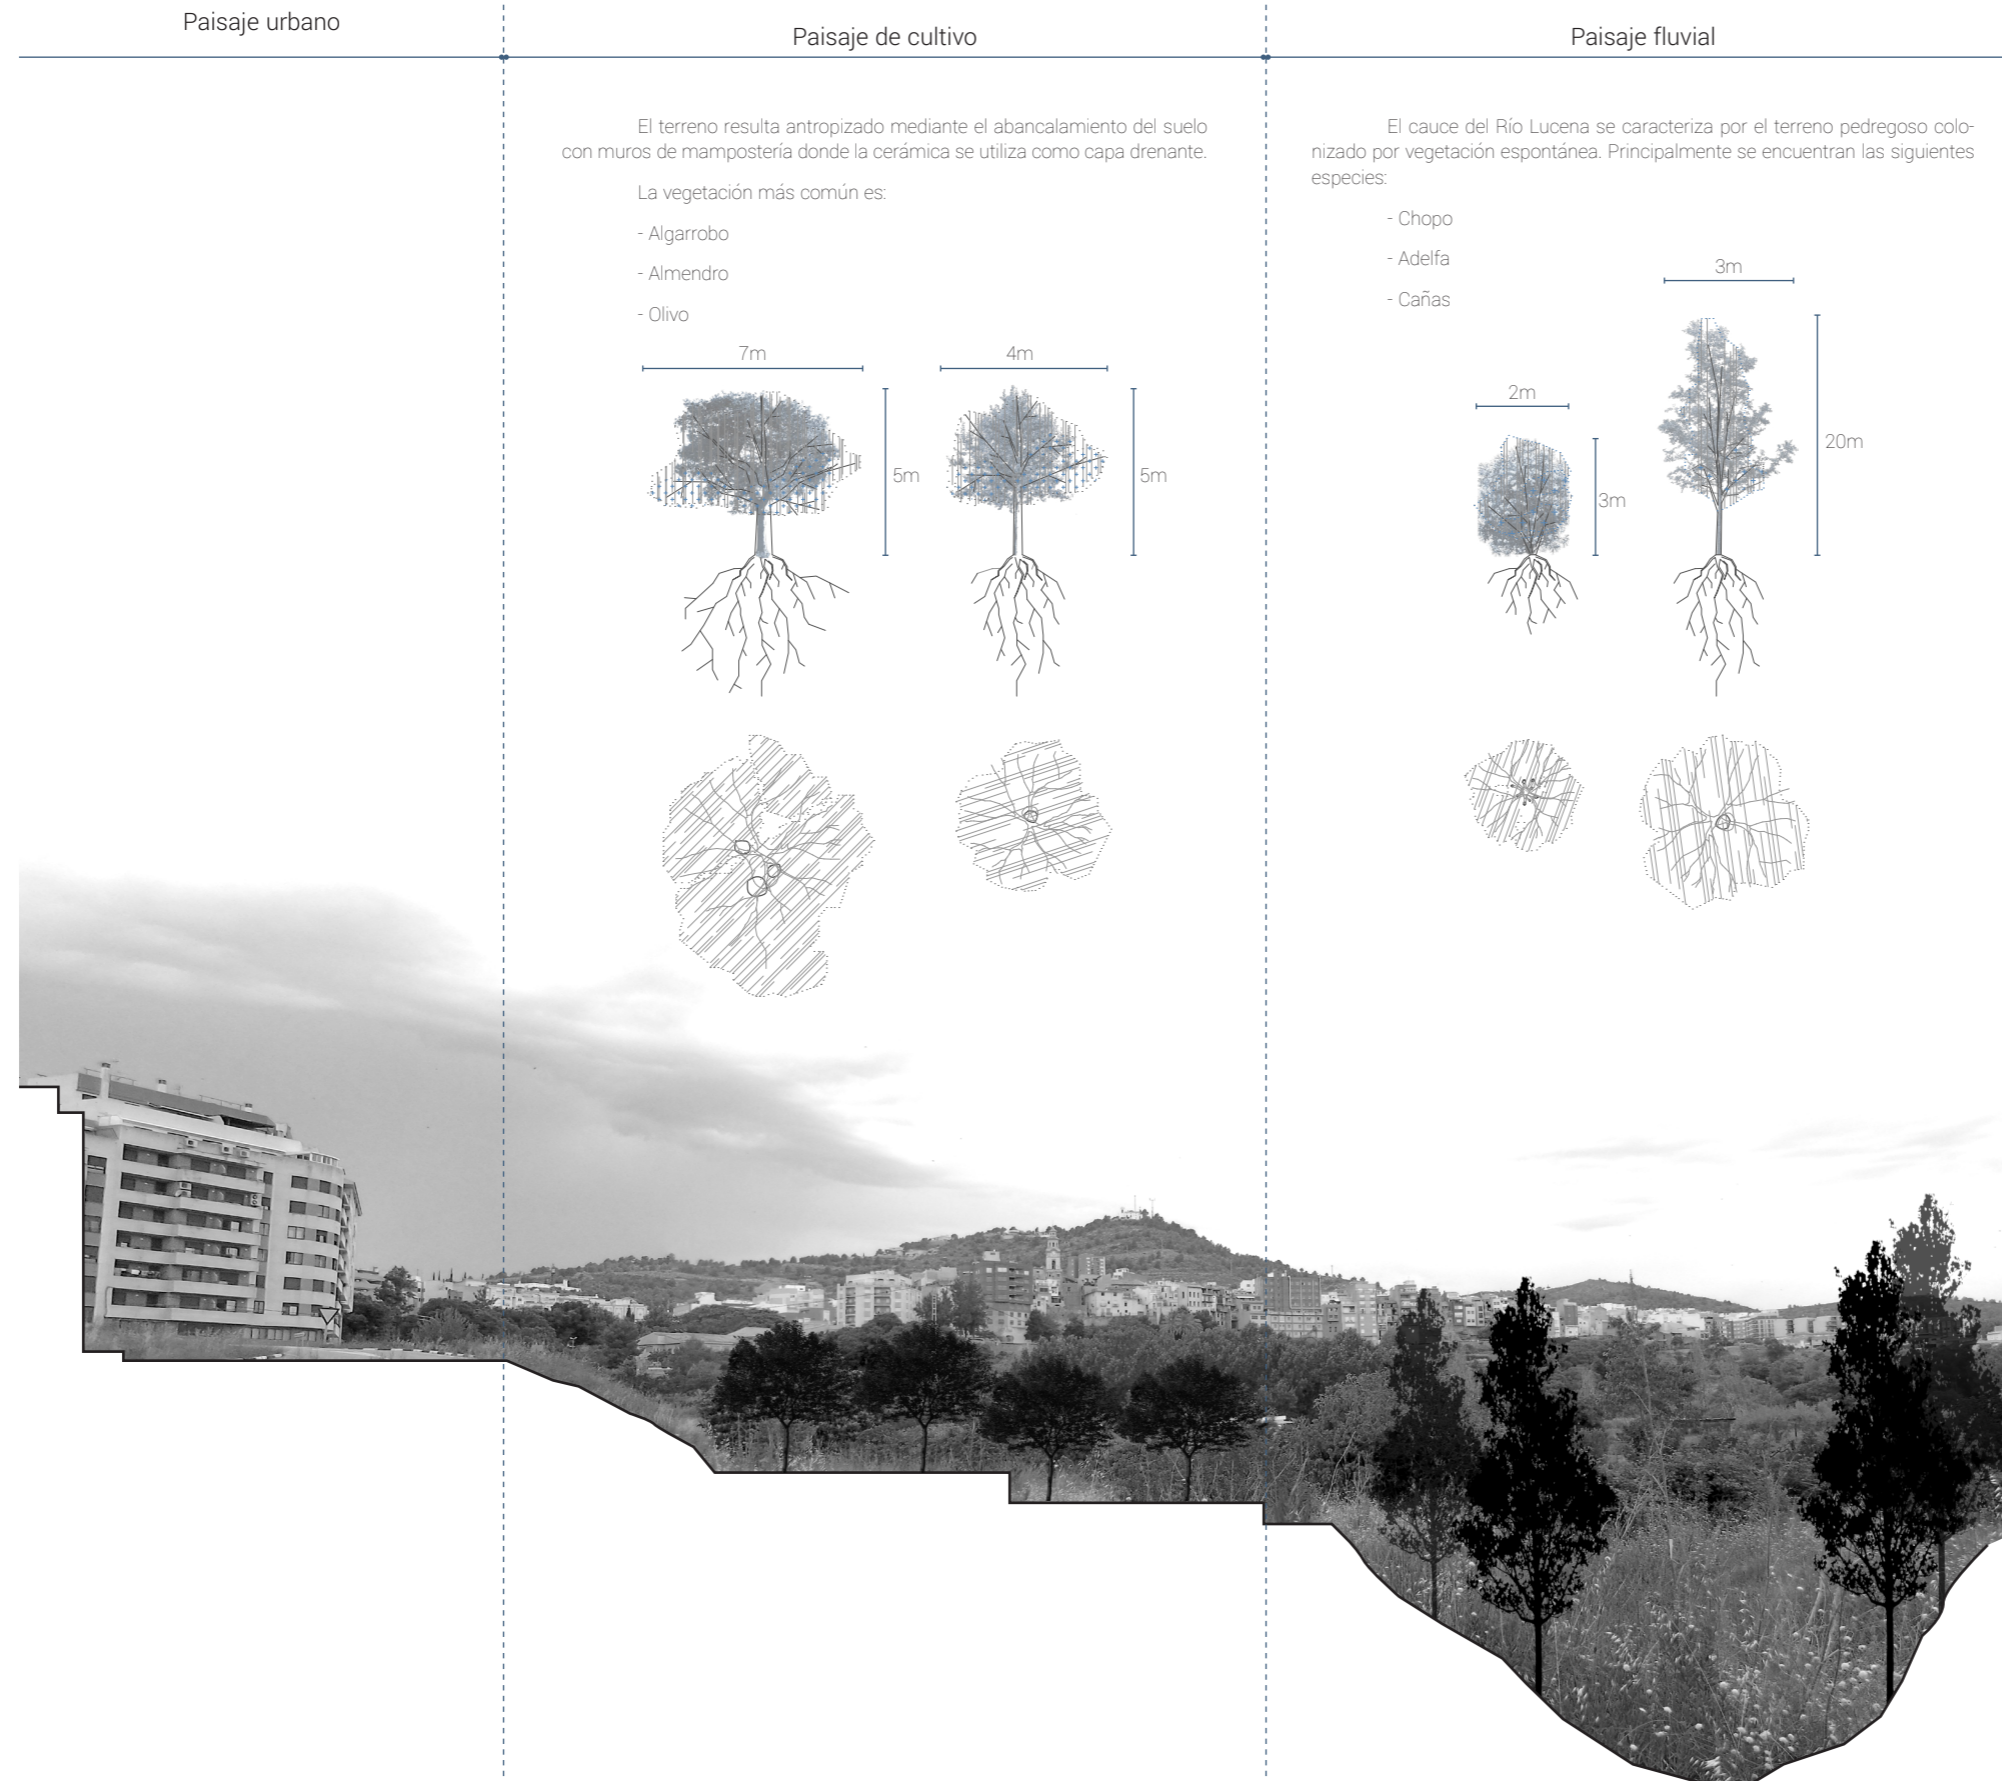 Paisaje urbano
Paisaje de cultivo
Paisaje fluvial
El terreno resulta antropizado mediante el abancalamiento del suelo
con muros de mampostería donde la cerámica se utiliza como capa drenante.
La vegetación más común es:
- Algarrobo
- Almendro
- Olivo
7m
5m
4m
5m
El cauce del Río Lucena se caracteriza por el terreno pedregoso colo-
nizado por vegetación espontánea. Principalmente se encuentran las siguientes
especies:
- Chopo
- Adelfa
- Cañas
2m
3m
3m
20m